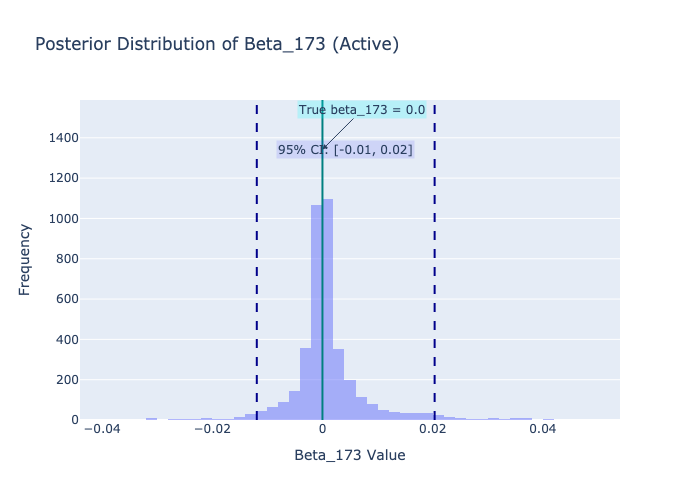 Posterior Distribution of Beta_173 (Active)
True beta_173 = 0.0
95% CI: [-0.01, 0.02]
1400
1200
1000
800
600
400
200
0
Frequency
−0.04
−0.02
0
0.02
0.04
Beta_173 Value